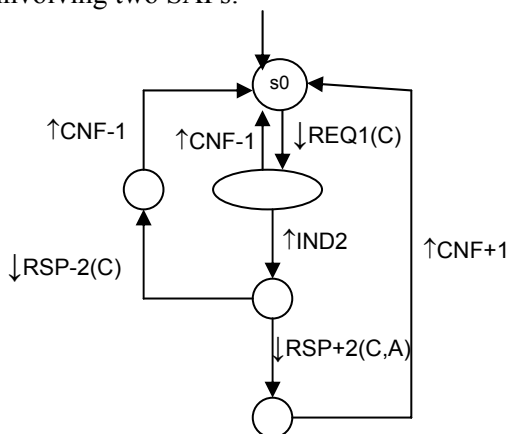 involving two SAPs.
s0
↑CNF-1
↑CNF-1
↓REQ1(C)
↑IND2
↑CNF+1
↓RSP-2(C)
↓RSP+2(C,A)